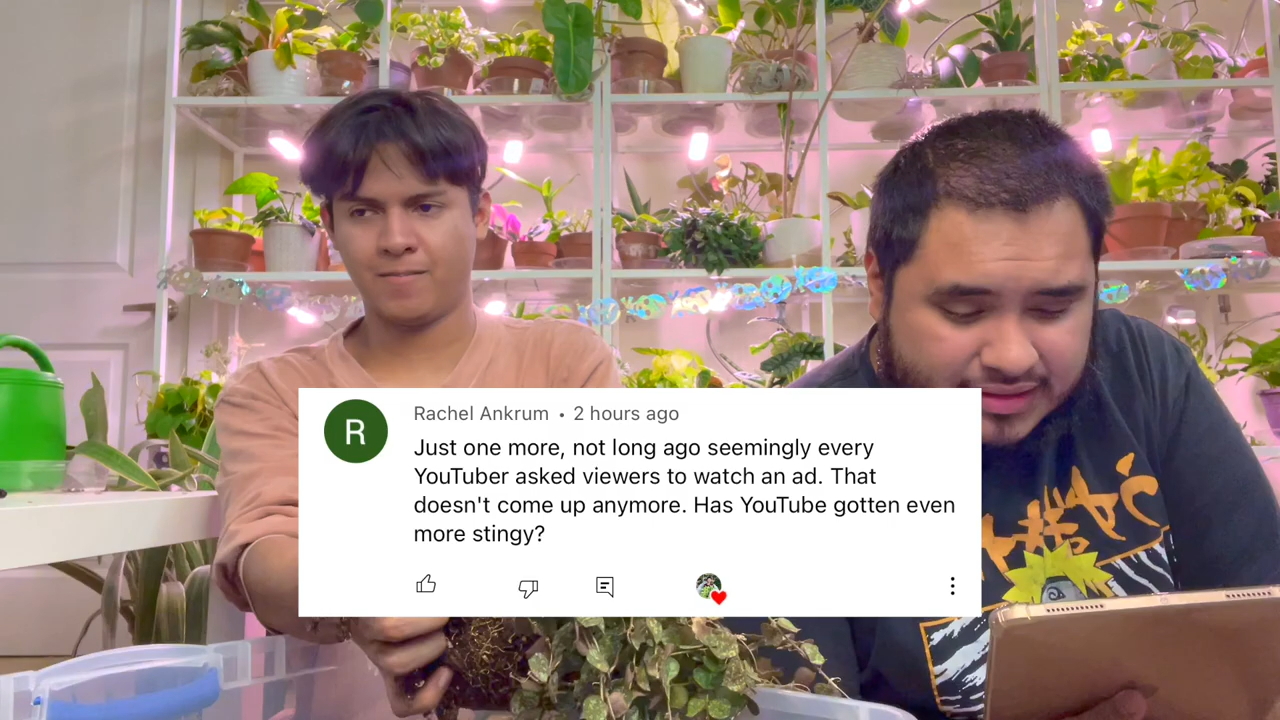 R
Rachel Ankrum • 2 hours ago
Just one more, not long ago seemingly every
YouTuber asked viewers to watch an ad. That
doesn't come up anymore. Has YouTube gotten even
more stingy?